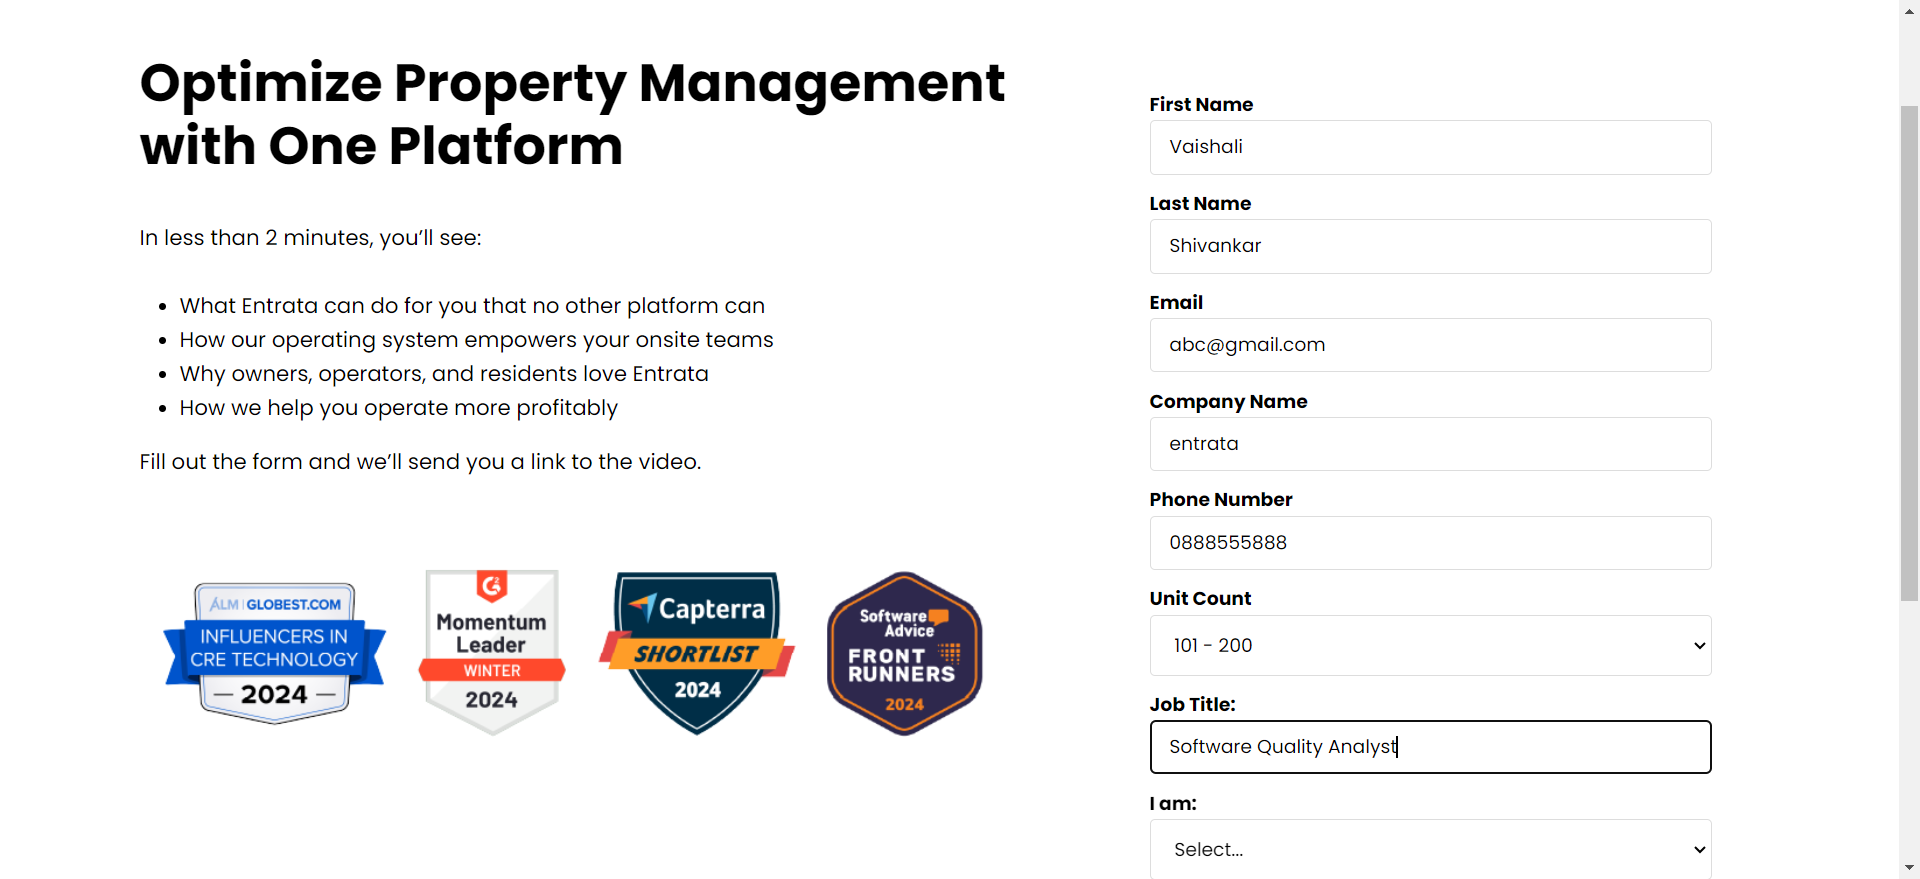 Optimize Property Management
with One Platform
In less than 2 minutes, you’ll see:
What Entrata can do for you that no other platform can
How our operating system empowers your onsite teams
Why owners, operators, and residents love Entrata
How we help you operate more profitably
Fill out the form and we’ll send you a link to the video.
ALM | GLOBEST.COM
INFLUENCERS IN
CRE TECHNOLOGY
— 2024 —
G2
Momentum
Leader
WINTER
2024
Capterra
SHORTLIST
2024
Software
Advice
FRONT
RUNNERS
2024
First Name
Vaishali
Last Name
Shivankar
Email
abc@gmail.com
Company Name
entrata
Phone Number
0888555888
Unit Count
101 - 200
Job Title:
Software Quality Analyst
I am:
Select...